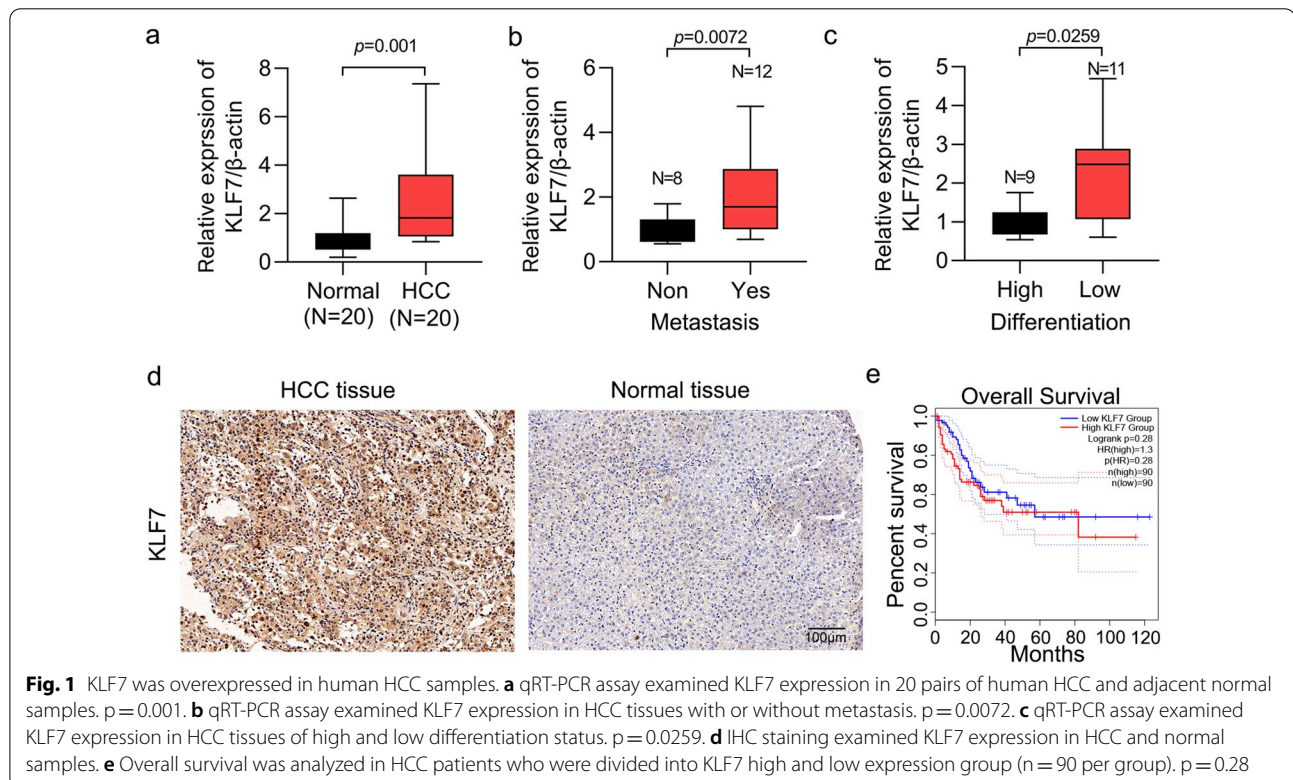 a
p=0.001
Relative exprssion of
KLF7/β-actin
8
6
4
2
0
Normal
(N=20)
HCC
(N=20)
b
p=0.0072
N=12
N=8
Relative exprssion of
KLF7/β-actin
6
4
2
0
Non
Yes
Metastasis
c
p=0.0259
N=11
N=9
Relative exprssion of
KLF7/β-actin
5
4
3
2
1
0
High
Low
Differentiation
d
HCC tissue
Normal tissue
KLF7
100μm
e
Overall Survival
Low KLF7 Group
High KLF7 Group
Logrank p=0.28
HR(high)=1.3
p(HR)=0.28
n(high)=90
n(low)=90
Pencent survival
1.0
0.6
0.8
0.4
0.2
0.0
0 20 40 60 80 100 120
Months
Fig. 1 KLF7 was overexpressed in human HCC samples. a qRT-PCR assay examined KLF7 expression in 20 pairs of human HCC and adjacent normal
samples. p = 0.001. b qRT-PCR assay examined KLF7 expression in HCC tissues with or without metastasis. p = 0.0072. c qRT-PCR assay examined
KLF7 expression in HCC tissues of high and low differentiation status. p = 0.0259. d IHC staining examined KLF7 expression in HCC and normal
samples. e Overall survival was analyzed in HCC patients who were divided into KLF7 high and low expression group (n = 90 per group). p = 0.28